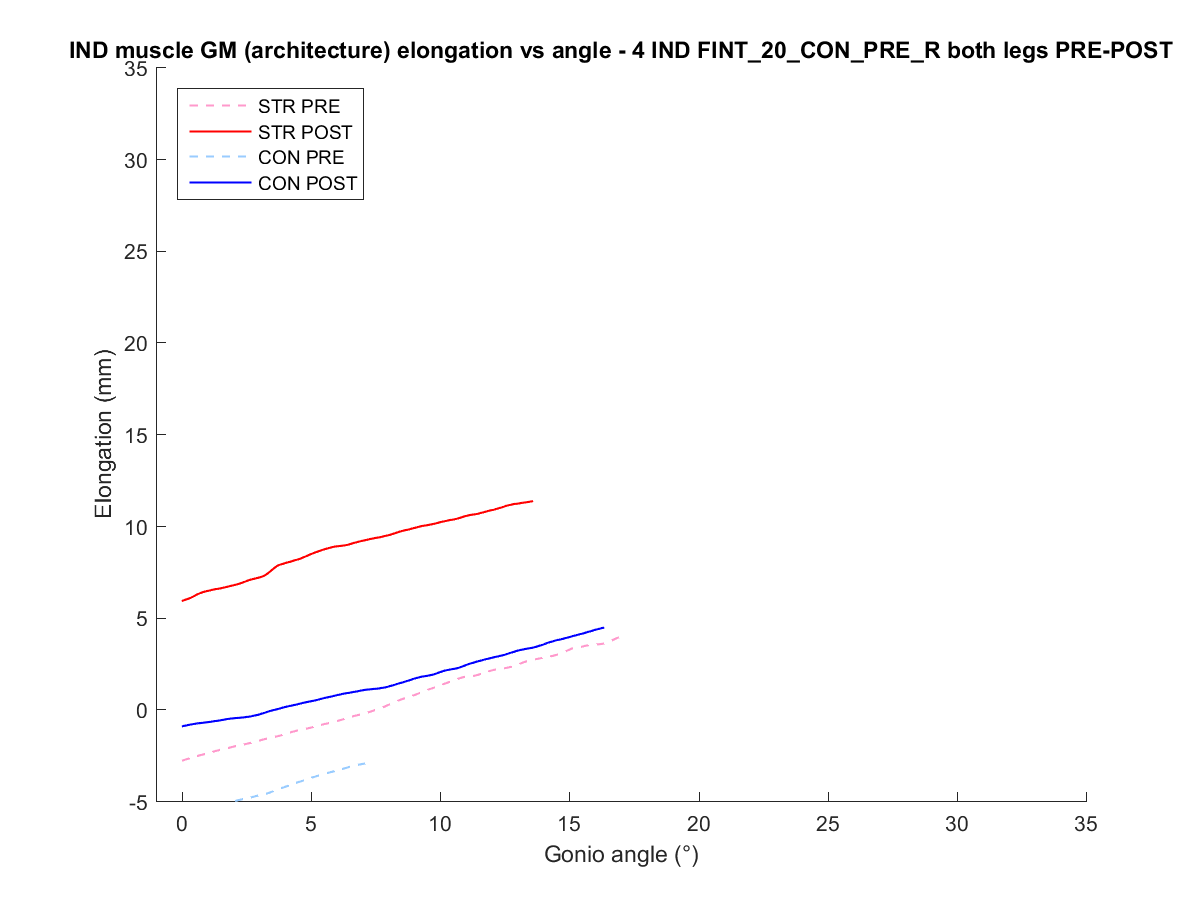 IND muscle GM (architecture) elongation vs angle - 4 IND FINT_20_CON_PRE_R both legs PRE-POST
35
30
25
20
15
10
5
0
-5
Elongation (mm)
STR PRE
STR POST
CON PRE
CON POST
0 5 10 15 20 25 30 35
Gonio angle (°)